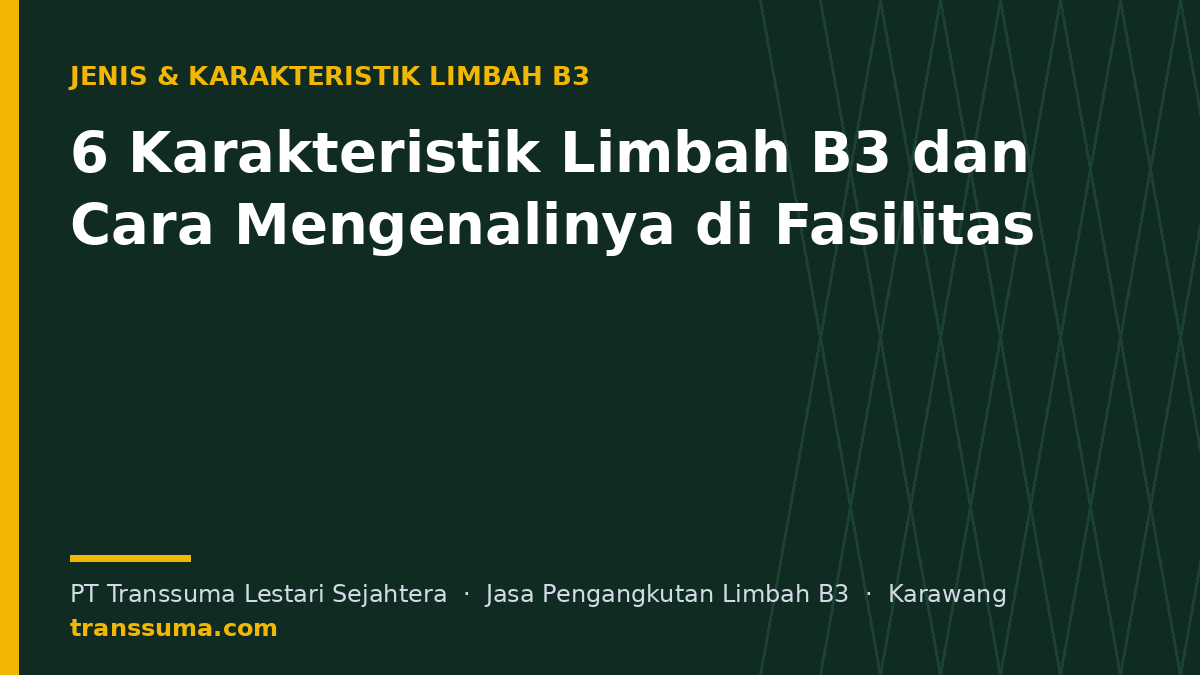 JENIS & KARAKTERISTIK LIMBAH B3
6 Karakteristik Limbah B3 dan
Cara Mengenalinya di Fasilitas
PT Transsuma Lestari Sejahtera · Jasa Pengangkutan Limbah B3 · Karawang
transsuma.com